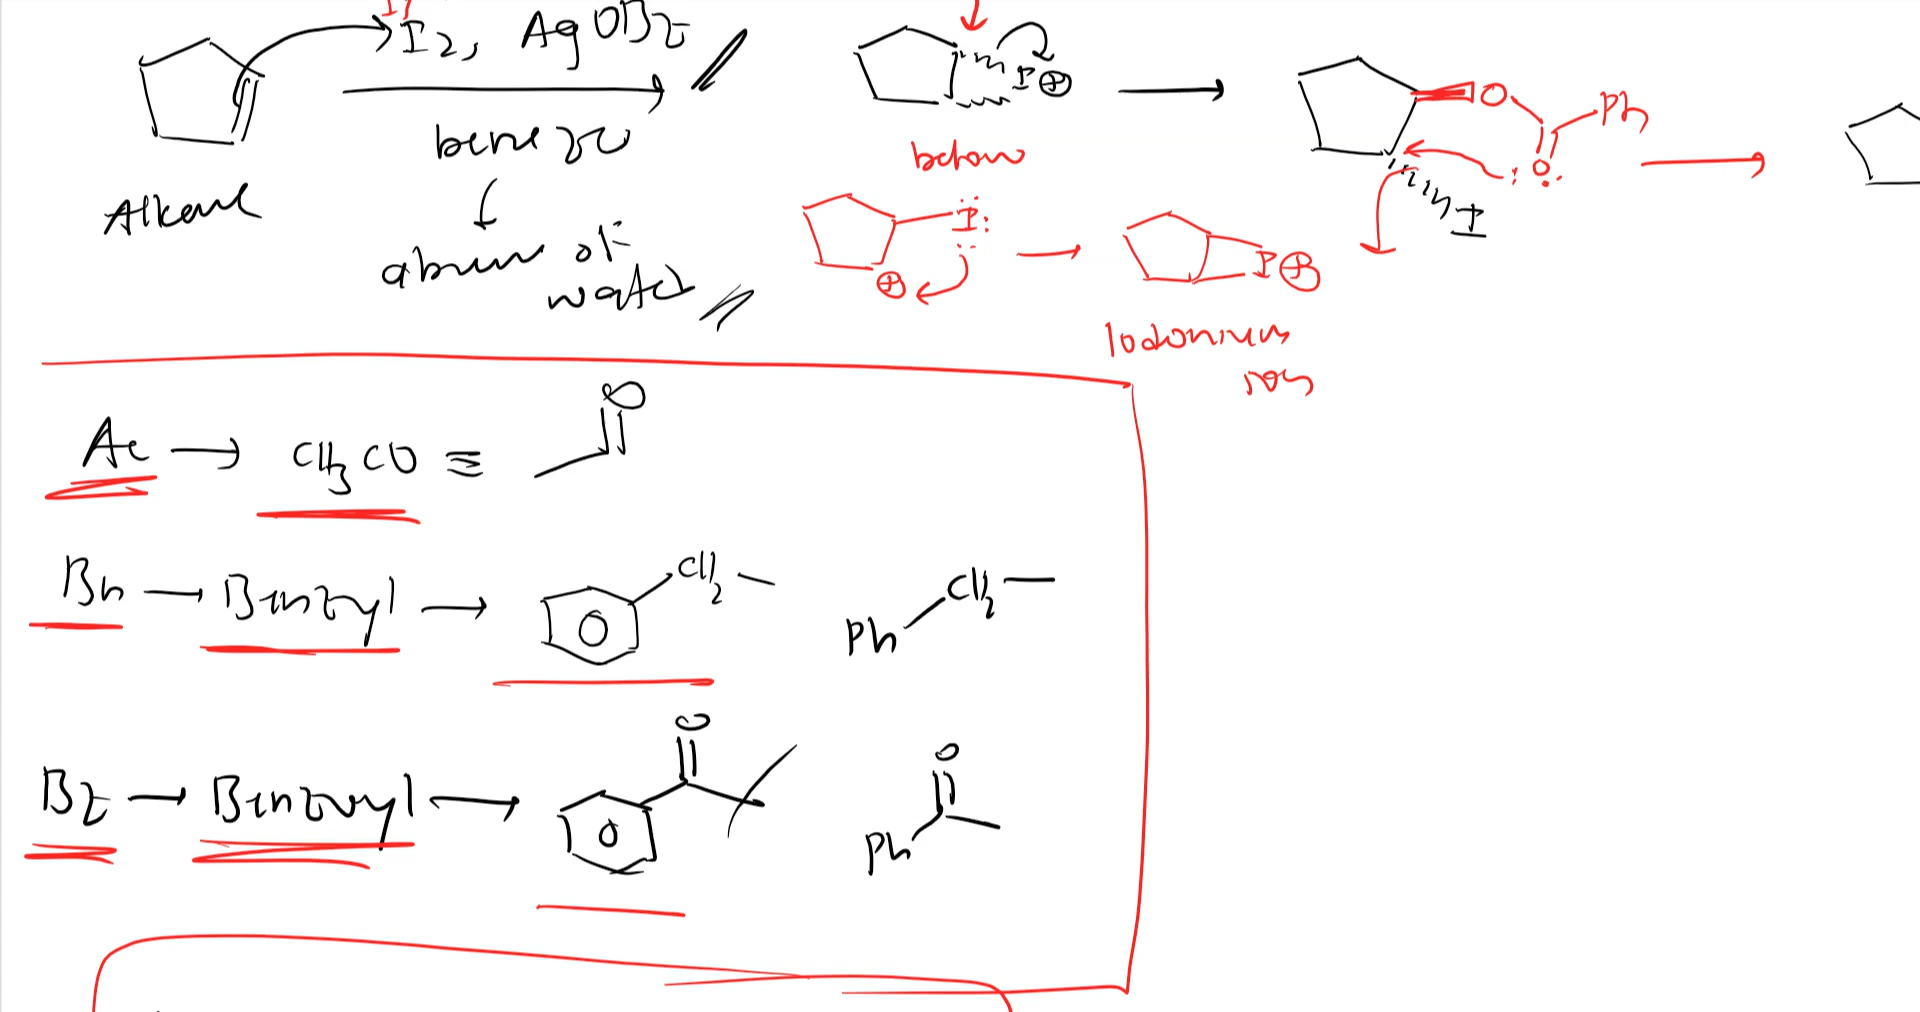 I2, AgOBz
benezo
Alkene
absence of
water
I ⊕
below
I
⊕
I ⊕
Iodonium
ion
O
Ph
O
I
Ac → CH3CO ≡
O
Bn → Benzyl →
CH2 —
Ph CH2 —
Bz → Benzoyl →
O
Ph O